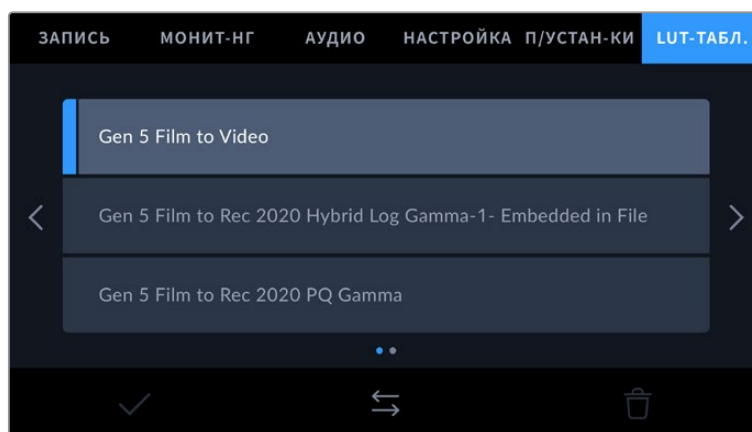 ЗАПИСЬ МОНИТ-НГ АУДИО НАСТРОЙКА П/УСТАН-КИ LUT-ТАБЛ.
Gen 5 Film to Video
Gen 5 Film to Rec 2020 Hybrid Log Gamma-1- Embedded in File
Gen 5 Film to Rec 2020 PQ Gamma